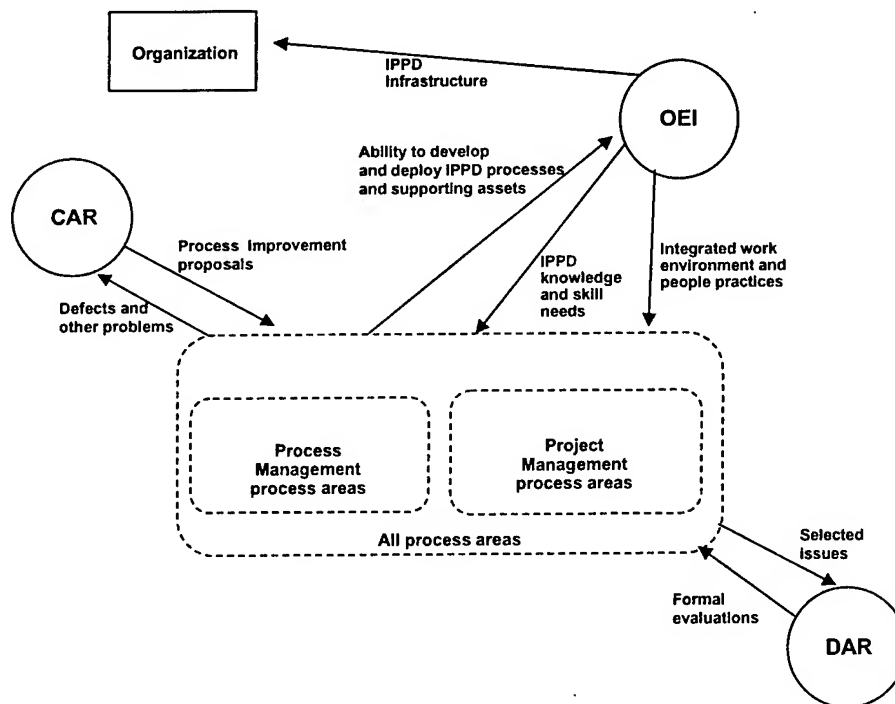 Organization
IPPD
Infrastructure
OEI
Ability to develop
and deploy IPPD processes
and supporting assets
CAR
Process Improvement
proposals
IPPD
knowledge
and skill
needs
Integrated work
environment and
people practices
Defects and
other problems
Process
Management
process areas
Project
Management
process areas
All process areas
Selected
issues
Formal
evaluations
DAR